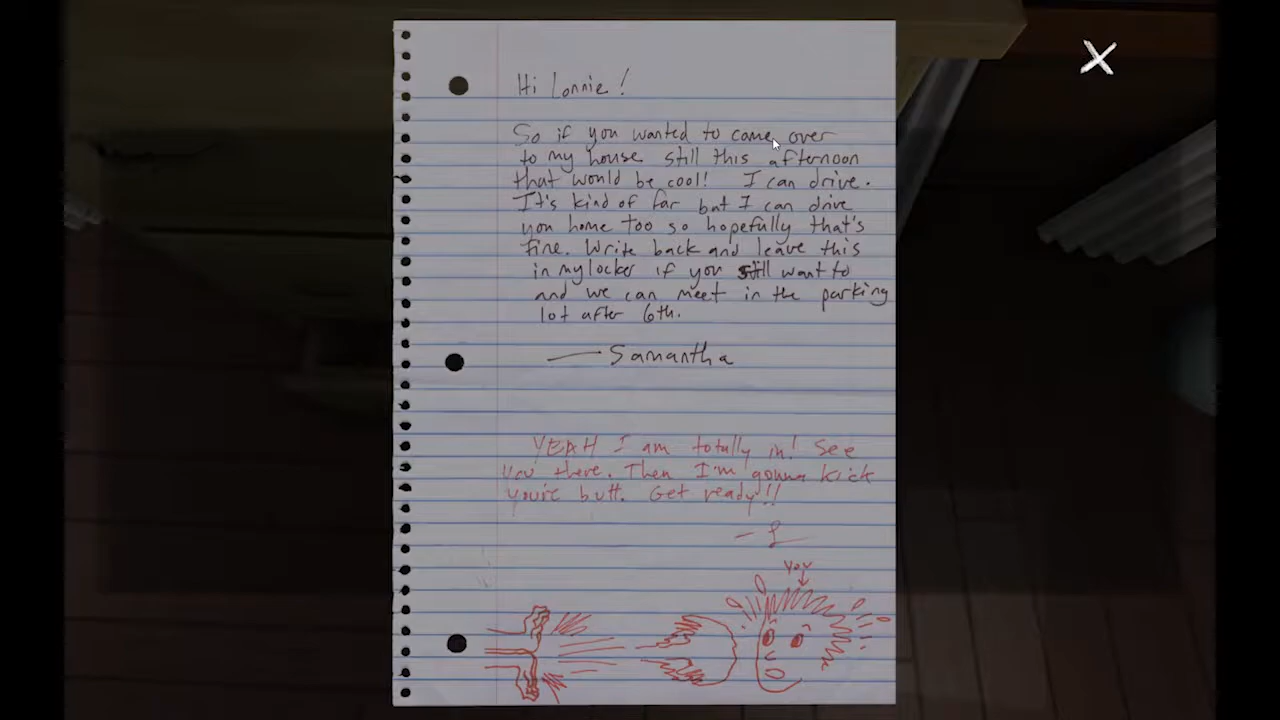 Hi Lonnie!
So if you wanted to come over
to my house still this afternoon
that would be cool! I can drive.
It's kind of far but I can drive
you home too so hopefully that's
fine. Write back and leave this
in my locker if you still want to
and we can meet in the parking
lot after 6th.
— Samantha
YEAH I am totally in! See
you there. Then I'm gonna kick
you're butt. Get ready!!
- L
you